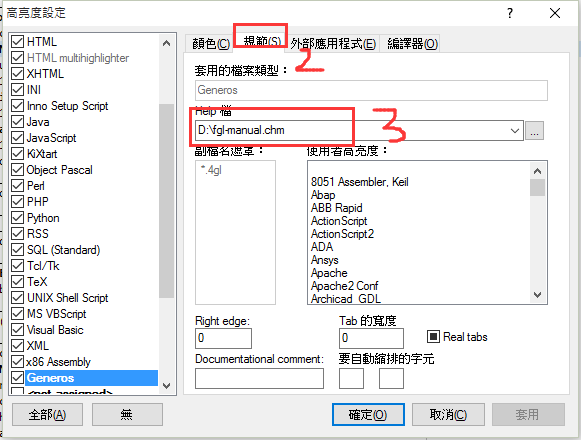 高亮度設定
HTML
HTML multihighlighter
XHTML
INI
Inno Setup Script
Java
JavaScript
KiXtart
Object Pascal
Perl
PHP
Python
RSS
SQL (Standard)
Tcl/Tk
TeX
UNIX Shell Script
MS VBScript
Visual Basic
XML
x86 Assembly
Generos
<not assigned>
全部(A)
無
顏色(C)
規範(S)
外部應用程式(E)
編譯器(O)
2
套用的檔案類型：
Generos
Help 檔
D:\fgl-manual.chm
...
3
副檔名遮罩：
*.4gl
使用者高亮度：
8051 Assembler, Keil
Abap
ABB Rapid
ActionScript
ActionScript2
ADA
Ansys
Apache
Apache2 Conf
Archicad GDL
Right edge:
0
Tab 的寬度
0
Real tabs
Documentational comment:
要自動縮排的字元
確定(O)
取消(C)
套用